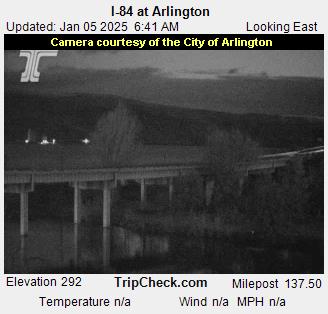 I-84 at Arlington
Updated: Jan 05 2025 6:41 AM Looking East
Camera courtesy of the City of Arlington
Elevation 292 TripCheck.com Milepost 137.50
Temperature n/a Wind n/a MPH n/a